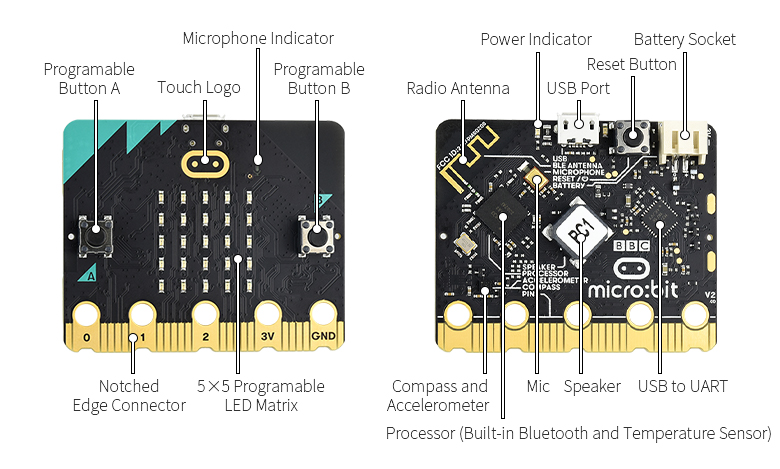 Microphone Indicator
Programable
Button A
Touch Logo
Programable
Button B
A
B
0
1
2
3V
GND
Notched
Edge Connector
5×5 Programable
LED Matrix
Power Indicator
Battery Socket
Reset Button
Radio Antenna
USB Port
USB
BLE ANTENNA
MICROPHONE
RESET /
BATTERY
BC1
BBC
micro:bit
SPEAKER
PROCESSOR
ACCELEROMETER
COMPASS
PIN
V2
Compass and
Accelerometer
Mic
Speaker
USB to UART
Processor (Built-in Bluetooth and Temperature Sensor)